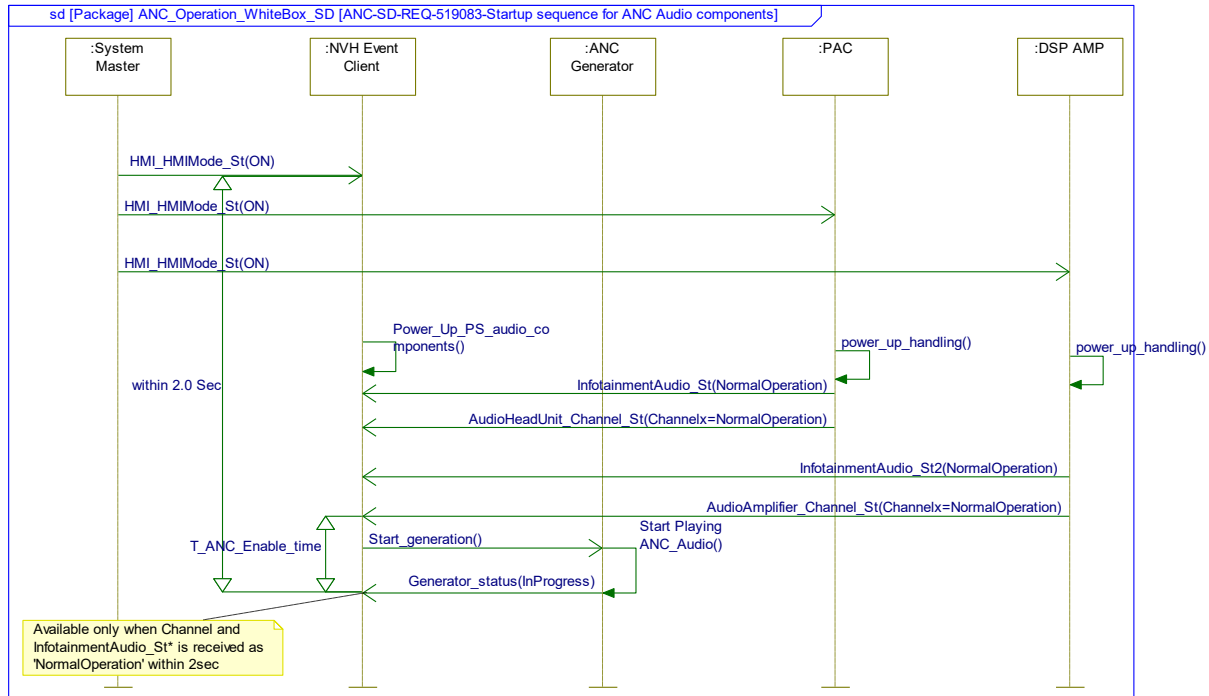 sd [Package] ANC_Operation_WhiteBox_SD [ANC-SD-REQ-519083-Startup sequence for ANC Audio components]
:System
Master
:NVH Event
Client
:ANC
Generator
:PAC
:DSP AMP
HMI_HMIMode_St(ON)
HMI_HMIMode_St(ON)
HMI_HMIMode_St(ON)
Power_Up_PS_audio_co
mponents()
power_up_handling()
power_up_handling()
within 2.0 Sec
InfotainmentAudio_St(NormalOperation)
AudioHeadUnit_Channel_St(Channelx=NormalOperation)
InfotainmentAudio_St2(NormalOperation)
AudioAmplifier_Channel_St(Channelx=NormalOperation)
Start Playing
ANC_Audio()
T_ANC_Enable_time
Start_generation()
Generator_status(InProgress)
Available only when Channel and
InfotainmentAudio_St* is received as
'NormalOperation' within 2sec